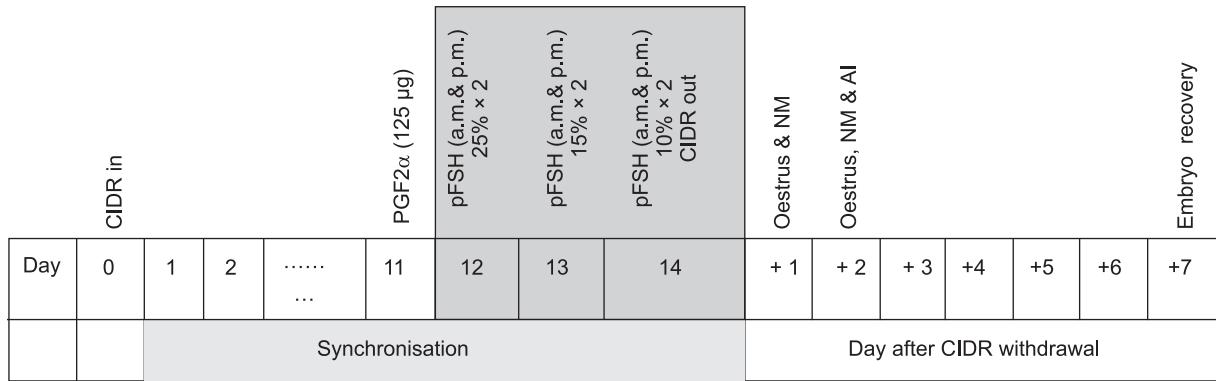 CIDR in
PGF2α (125 µg)
pFSH (a.m.& p.m.)
25% × 2
pFSH (a.m.& p.m.)
15% × 2
pFSH (a.m.& p.m.)
10% × 2
CIDR out
Oestrus & NM
Oestrus, NM & AI
Embryo recovery
Day 0 1 2 ...... 11 12 13 14 + 1 + 2 + 3 +4 +5 +6 +7
...
Synchronisation Day after CIDR withdrawal